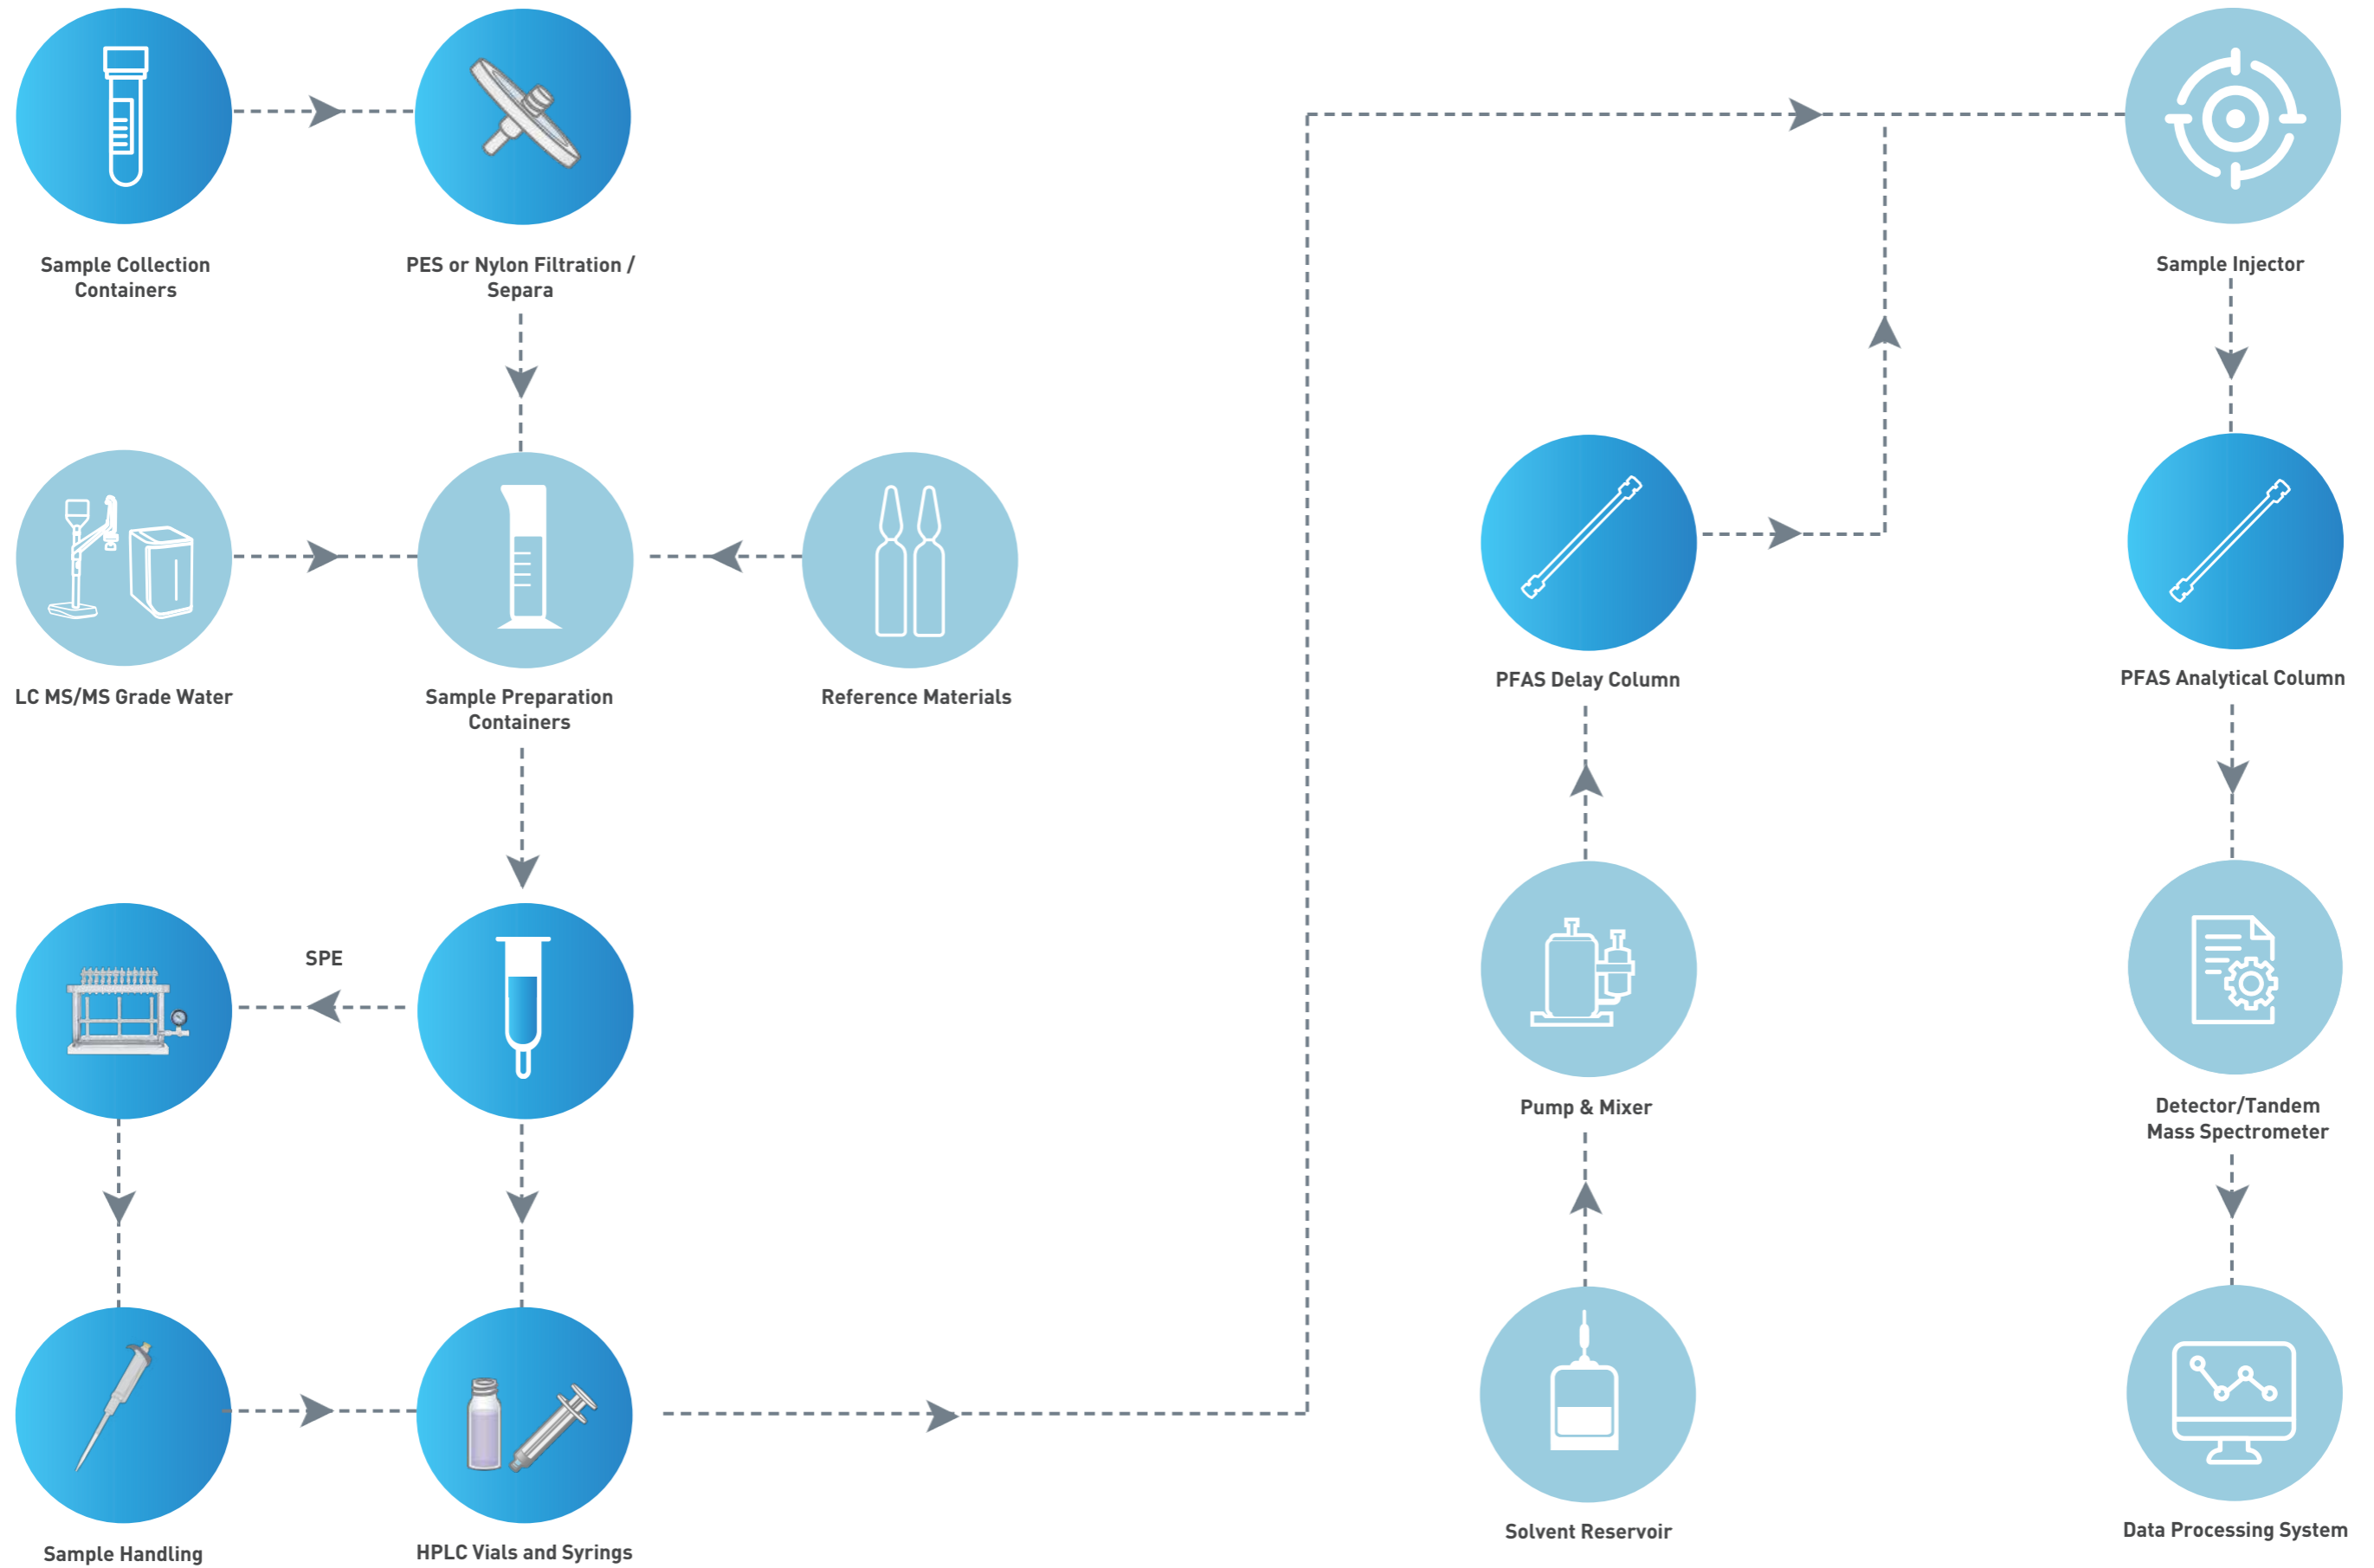 Sample Collection
Containers
PES or Nylon Filtration /
Separa
Sample Injector
LC MS/MS Grade Water
Sample Preparation
Containers
Reference Materials
PFAS Delay Column
PFAS Analytical Column
SPE
Pump & Mixer
Detector/Tandem
Mass Spectrometer
Sample Handling
HPLC Vials and Syrings
Solvent Reservoir
Data Processing System